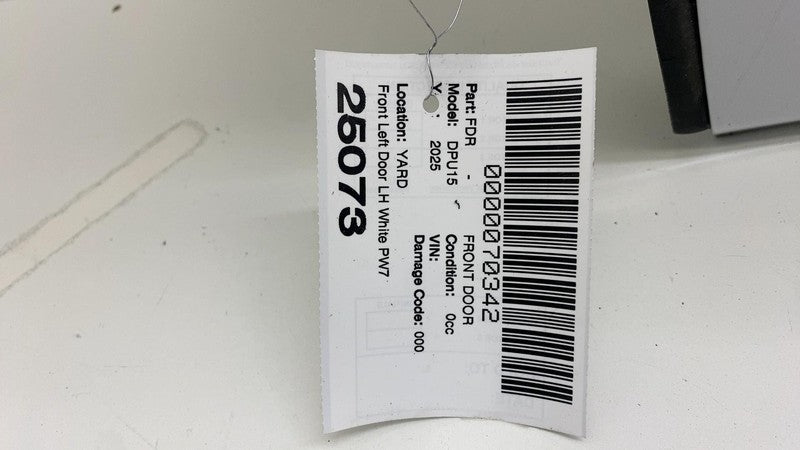 0000070342
Part: FDR - FRONT DOOR
Model: DPU15 Condition: 0cc
Y : 2025 VIN:
Damage Code: 000
Location: YARD
Front Left Door LH White PW7
25073